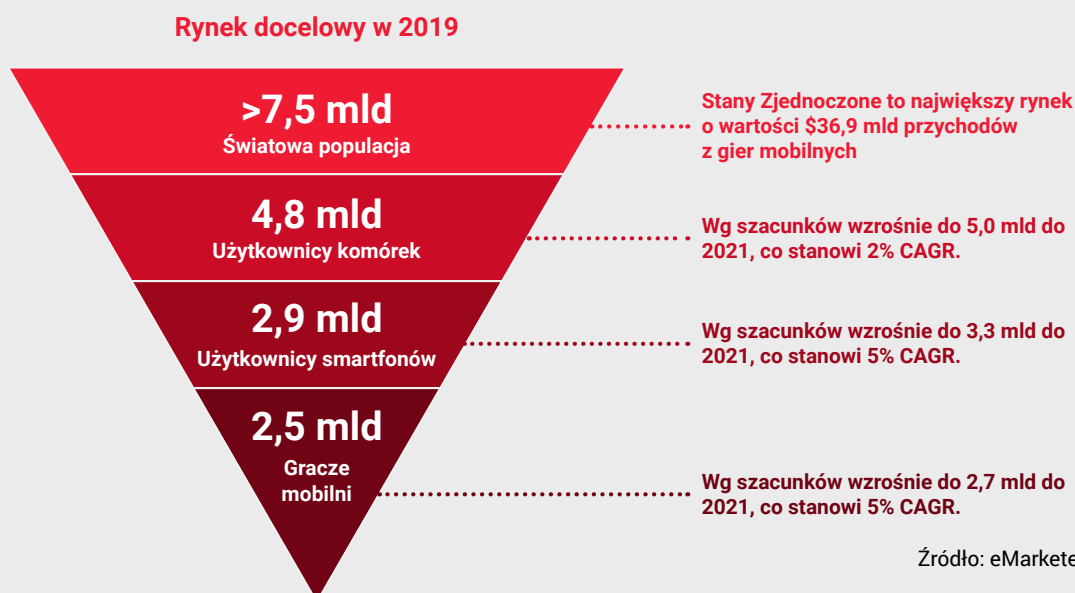 Rynek docelowy w 2019
>7,5 mld
Światowa populacja
Stany Zjednoczone to największy rynek
o wartości $36,9 mld przychodów
z gier mobilnych
4,8 mld
Użytkownicy komórek
Wg szacunków wzrośnie do 5,0 mld do
2021, co stanowi 2% CAGR.
2,9 mld
Użytkownicy smartfonów
Wg szacunków wzrośnie do 3,3 mld do
2021, co stanowi 5% CAGR.
2,5 mld
Gracze
mobilni
Wg szacunków wzrośnie do 2,7 mld do
2021, co stanowi 5% CAGR.
Źródło: eMarkete